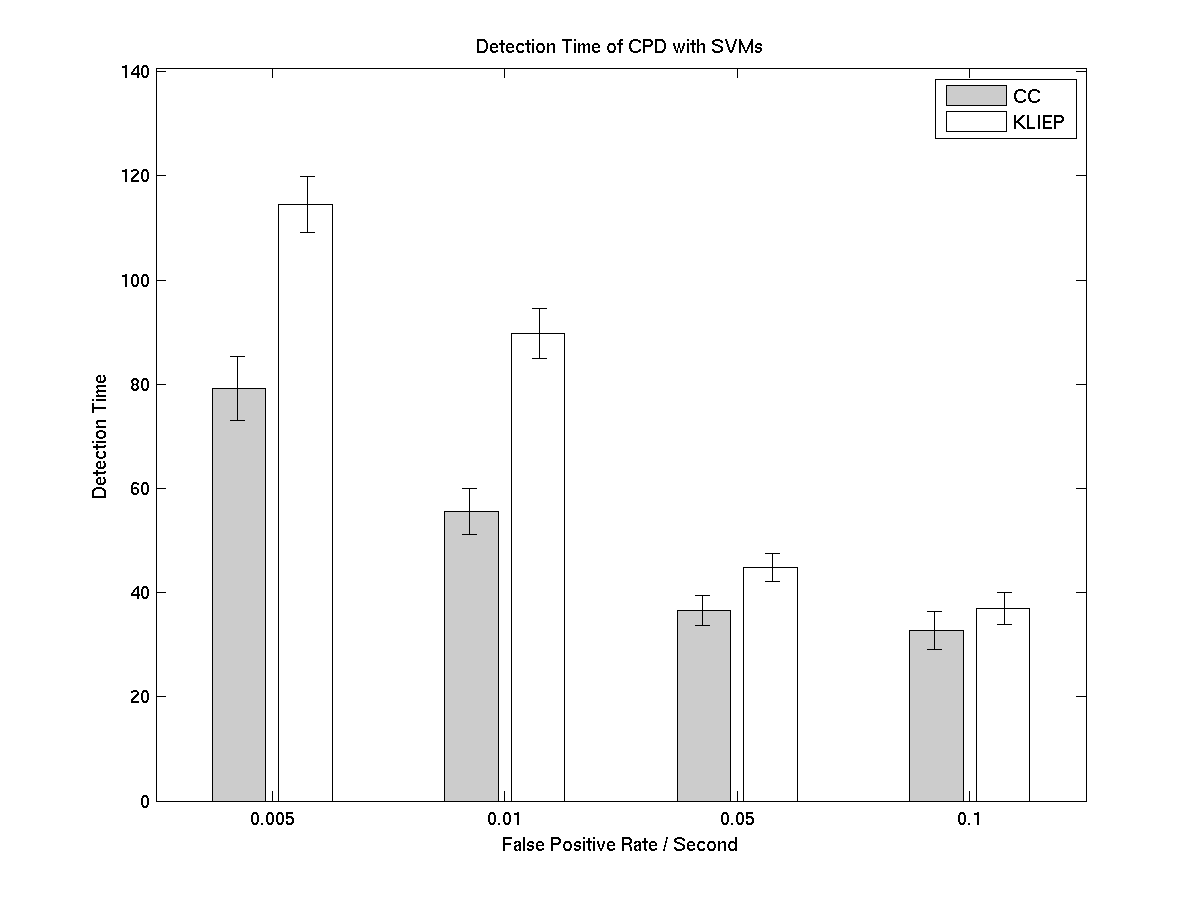 Detection Time of CPD with SVMs
CC
KLIEP
140
120
100
80
60
40
20
0
Detection Time
0.005 0.01 0.05 0.1
False Positive Rate / Second